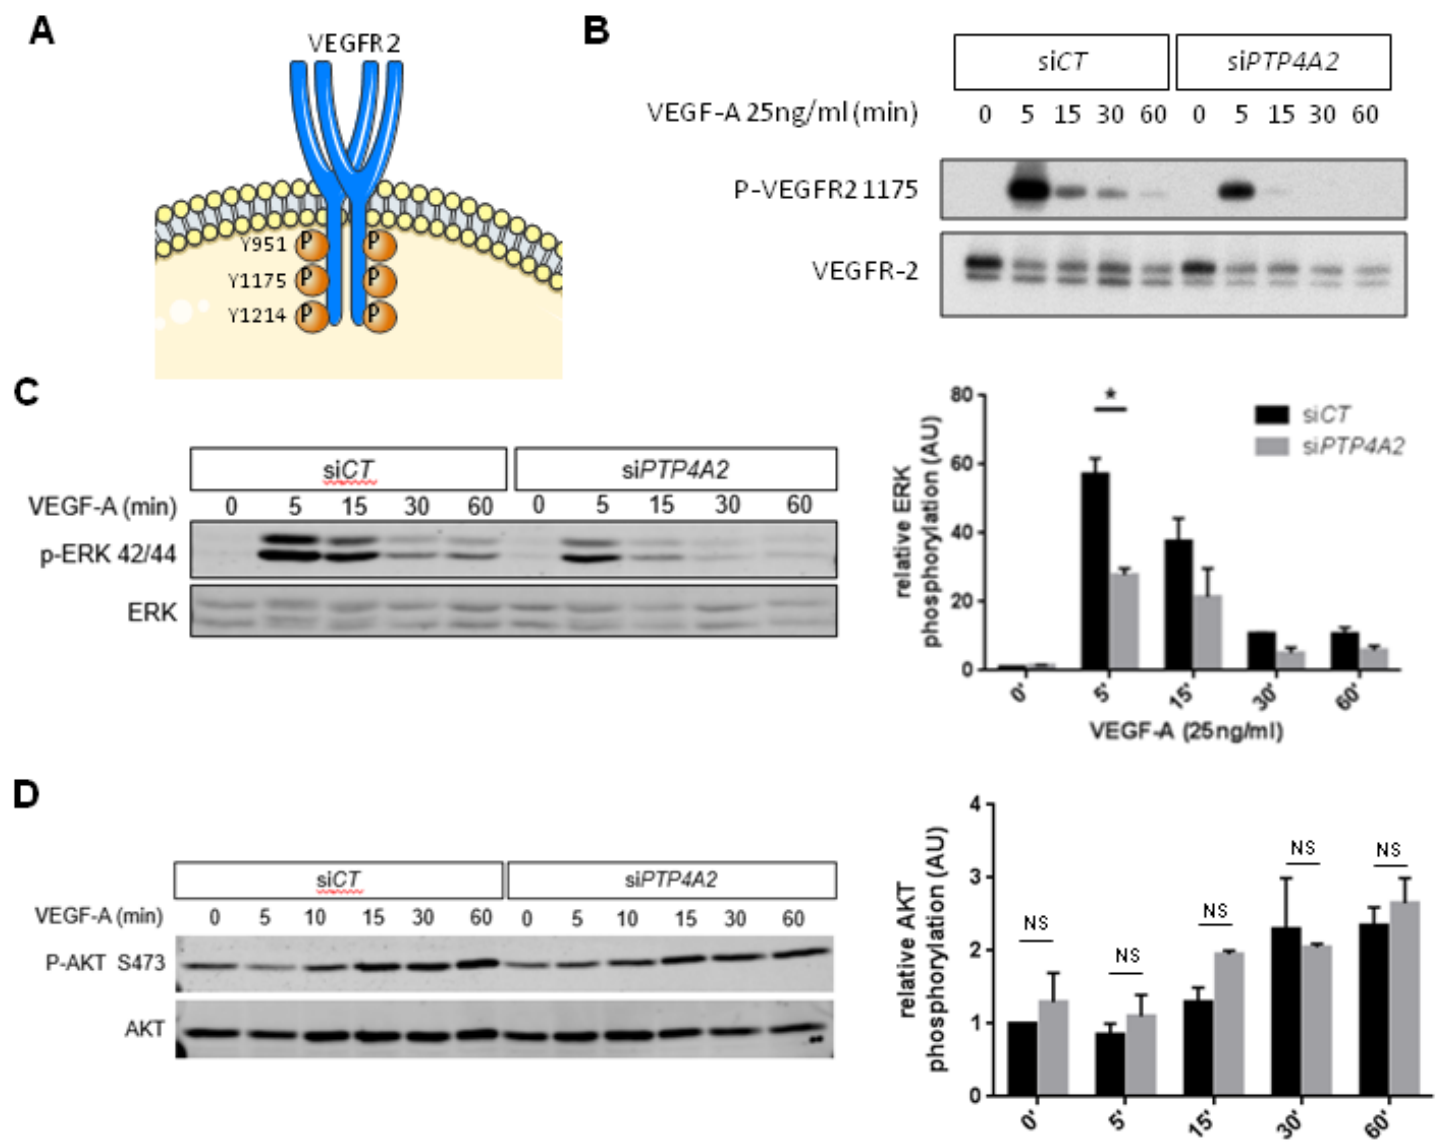 A
VEGFR2
Y951 P P
Y1175 P P
Y1214 P P
B
siCT siPTP4A2
VEGF-A 25ng/ml (min) 0 5 15 30 60 0 5 15 30 60
P-VEGFR2 1175
VEGFR-2
C
siCT siPTP4A2
VEGF-A (min) 0 5 15 30 60 0 5 15 30 60
p-ERK 42/44
ERK
relative ERK
phosphorylation (AU)
80
60
40
20
0
*
siCT
siPTP4A2
0' 5' 15' 30' 60'
VEGF-A (25ng/ml)
D
siCT siPTP4A2
VEGF-A (min) 0 5 10 15 30 60 0 5 10 15 30 60
P-AKT S473
AKT
relative AKT
phosphorylation (AU)
4
3
2
1
0
NS NS NS NS NS
0' 5' 15' 30' 60'